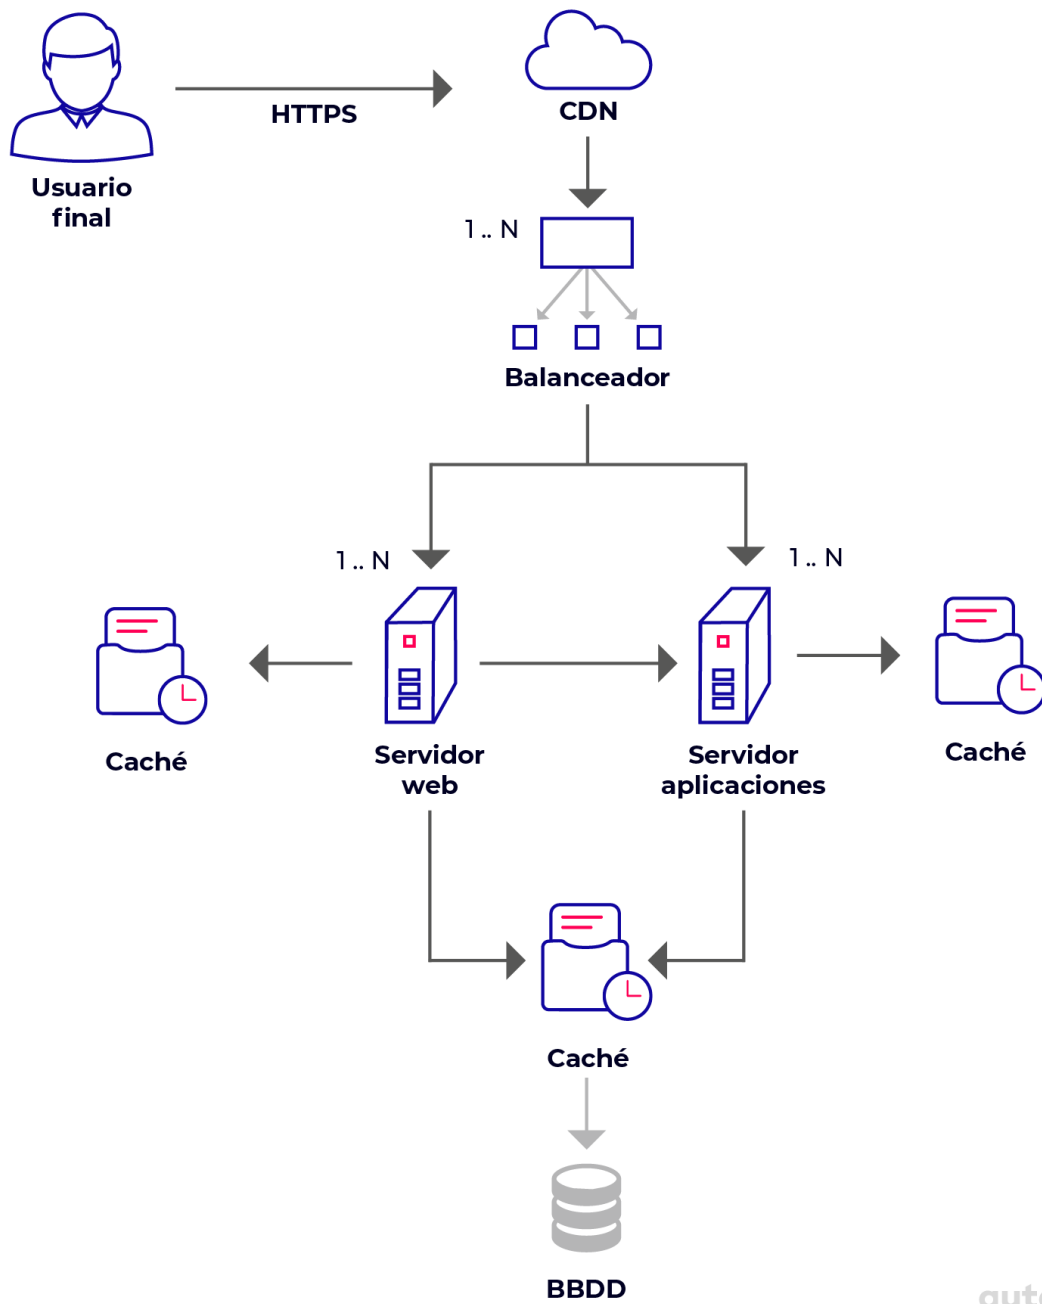 HTTPS
CDN
Usuario
final
1 .. N
Balanceador
1 .. N
1 .. N
Caché
Servidor
web
Servidor
aplicaciones
Caché
Caché
BBDD